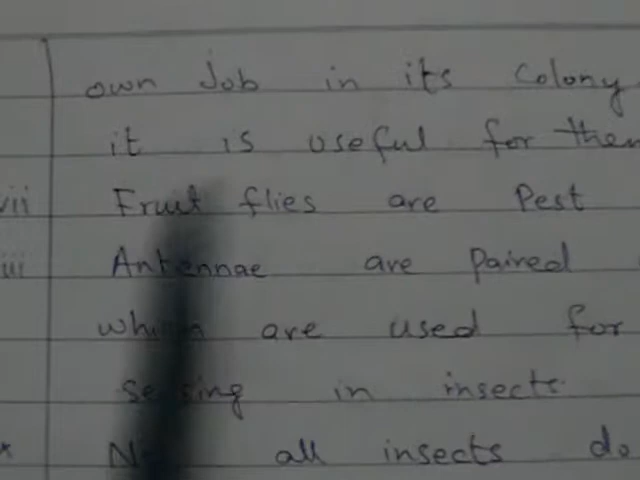 own Job in its Colony
it is useful for them
vii Fruit flies are Pest
Antennae are paired
which are used for
sensing in insects.
all insects do